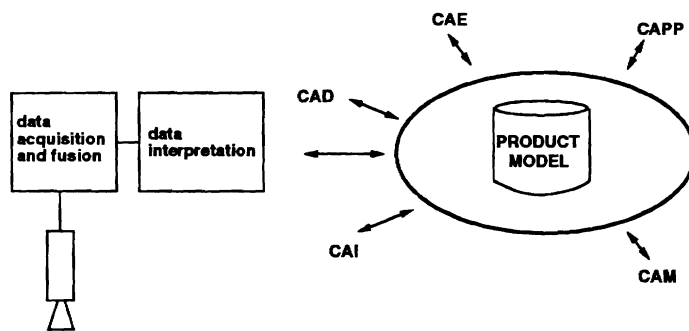 CAE
CAPP
CAD
data
acquisition
and fusion
data
interpretation
PRODUCT
MODEL
CAI
CAM